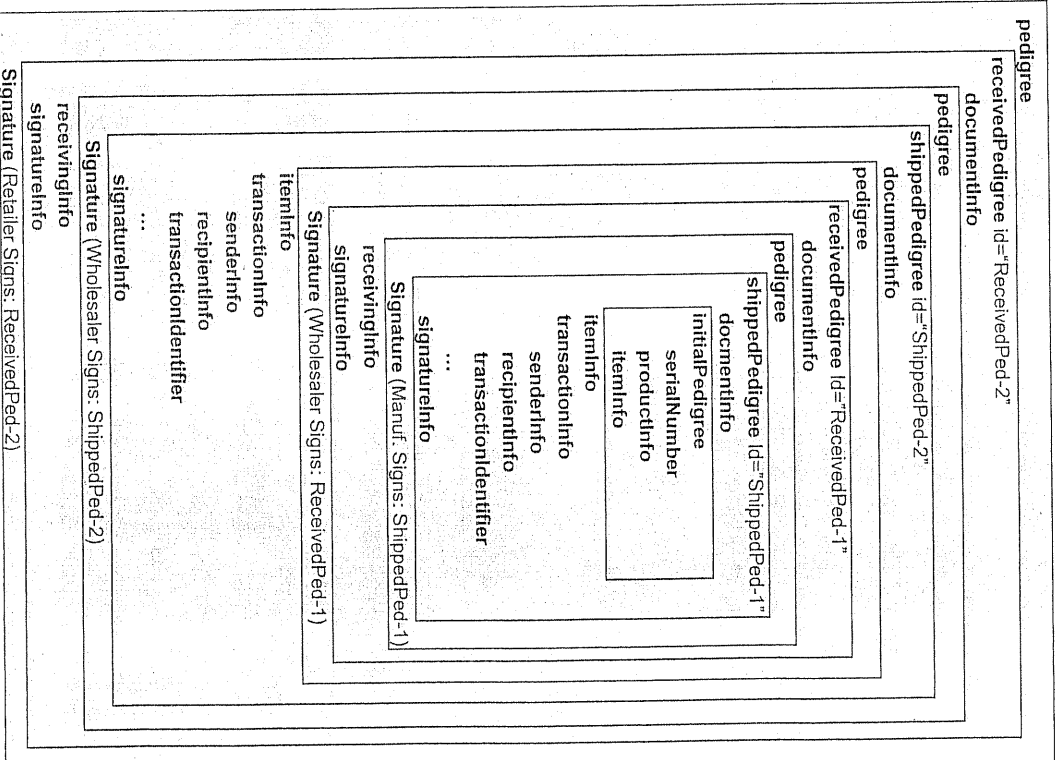 pedigree
receivedPedigree id="ReceivedPed-2"
documentInfo
pedigree
shippedPedigree id="ShippedPed-2"
documentInfo
pedigree
receivedPedigree Id="ReceivedPed-1"
documentInfo
pedigree
shippedPedigree Id="ShippedPed-1"
docmentInfo
initialPedigree
serialNumber
productInfo
itemInfo
itemInfo
transactionInfo
senderInfo
recipientInfo
transactionIdentifier
...
signatureInfo
Signature (Manuf. Signs: ShippedPed-1)
receivingInfo
signatureInfo
Signature (Wholesaler Signs: ReceivedPed-1)
itemInfo
transactionInfo
senderInfo
recipientInfo
transactionIdentifier
...
signatureInfo
Signature (Wholesaler Signs: ShippedPed-2)
receivingInfo
signatureInfo
Signature (Retailer Signs: ReceivedPed-2)